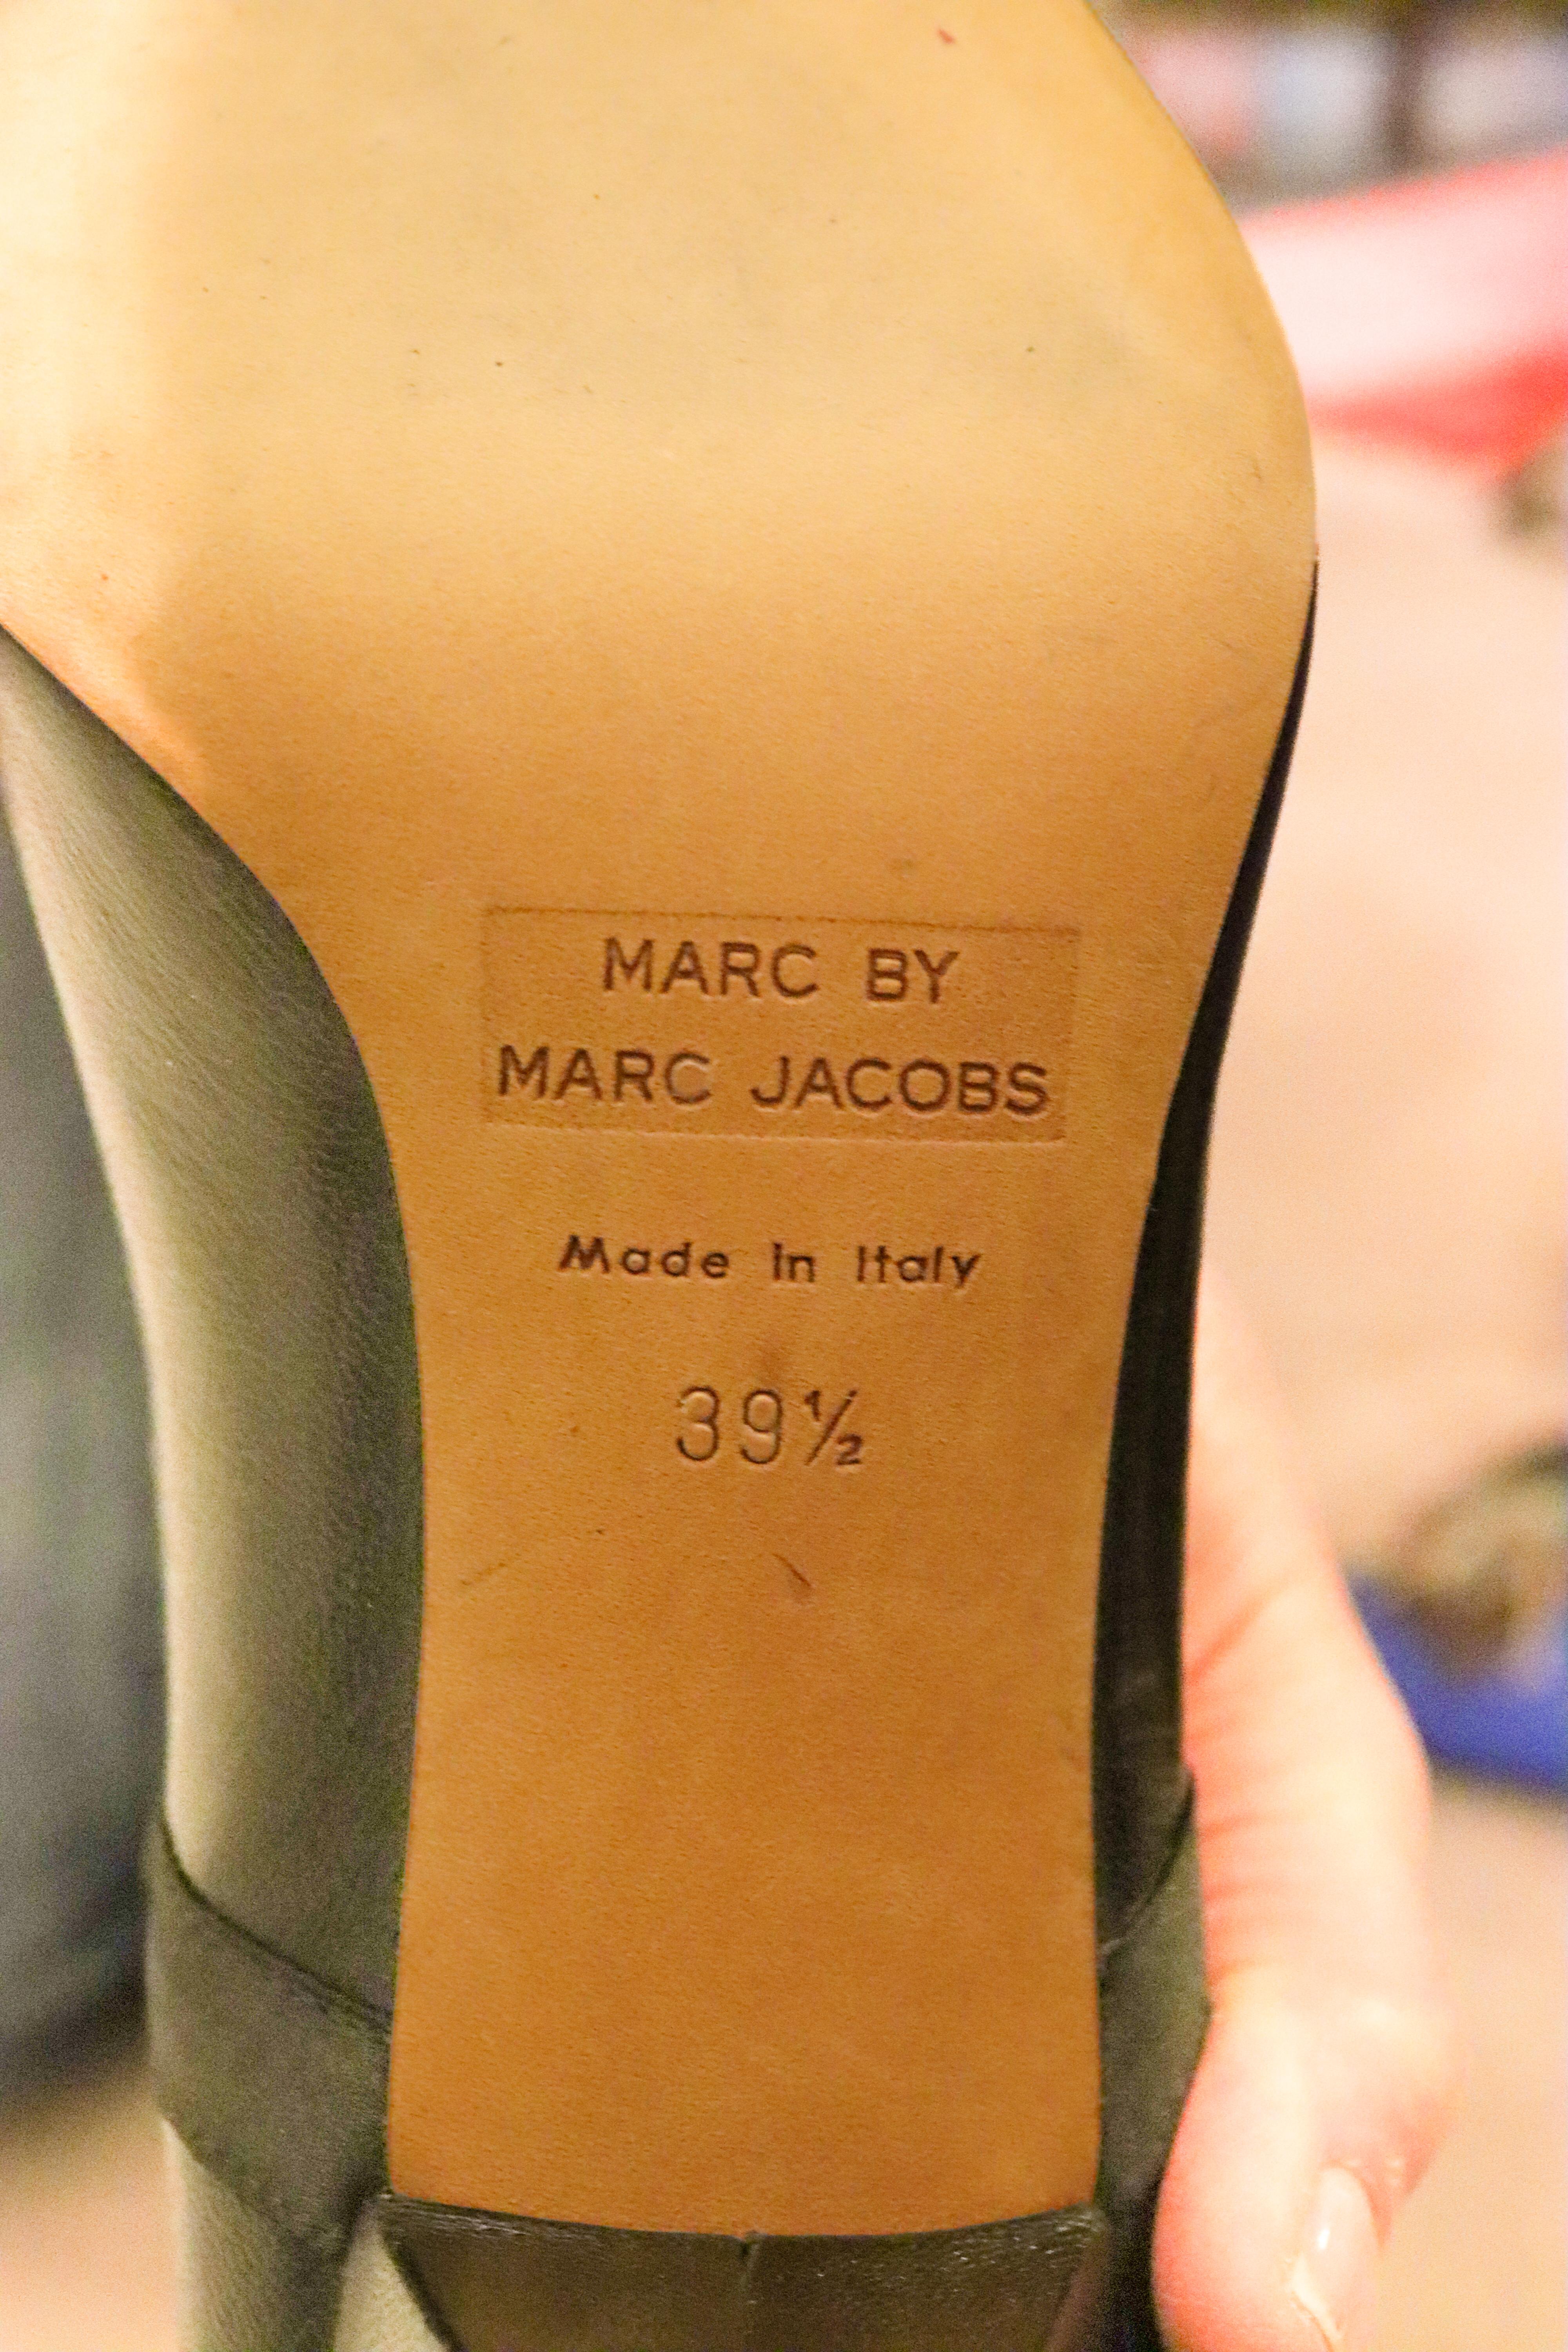 MARC BY
MARC JACOBS
Made in Italy
39½